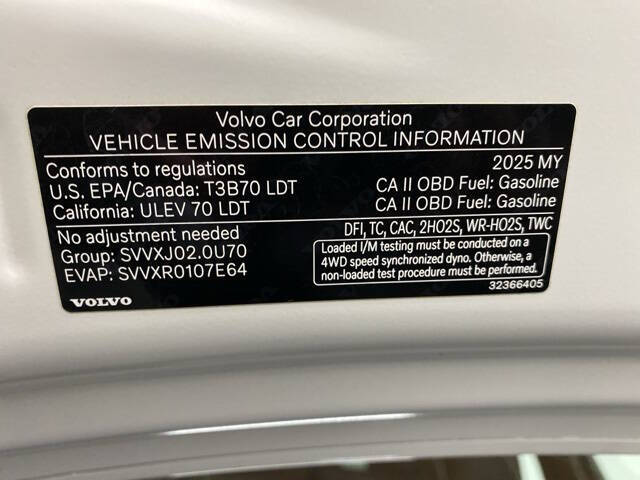 Volvo Car Corporation
VEHICLE EMISSION CONTROL INFORMATION
Conforms to regulations 2025 MY
U.S. EPA/Canada: T3B70 LDT CA II OBD Fuel: Gasoline
California: ULEV 70 LDT CA II OBD Fuel: Gasoline
No adjustment needed DFI, TC, CAC, 2HO2S, WR-HO2S, TWC
Group: SVVXJ02.0U70
EVAP: SVVXR0107E64
Loaded I/M testing must be conducted on a
4WD speed synchronized dyno. Otherwise, a
non-loaded test procedure must be performed.
VOLVO 32366405